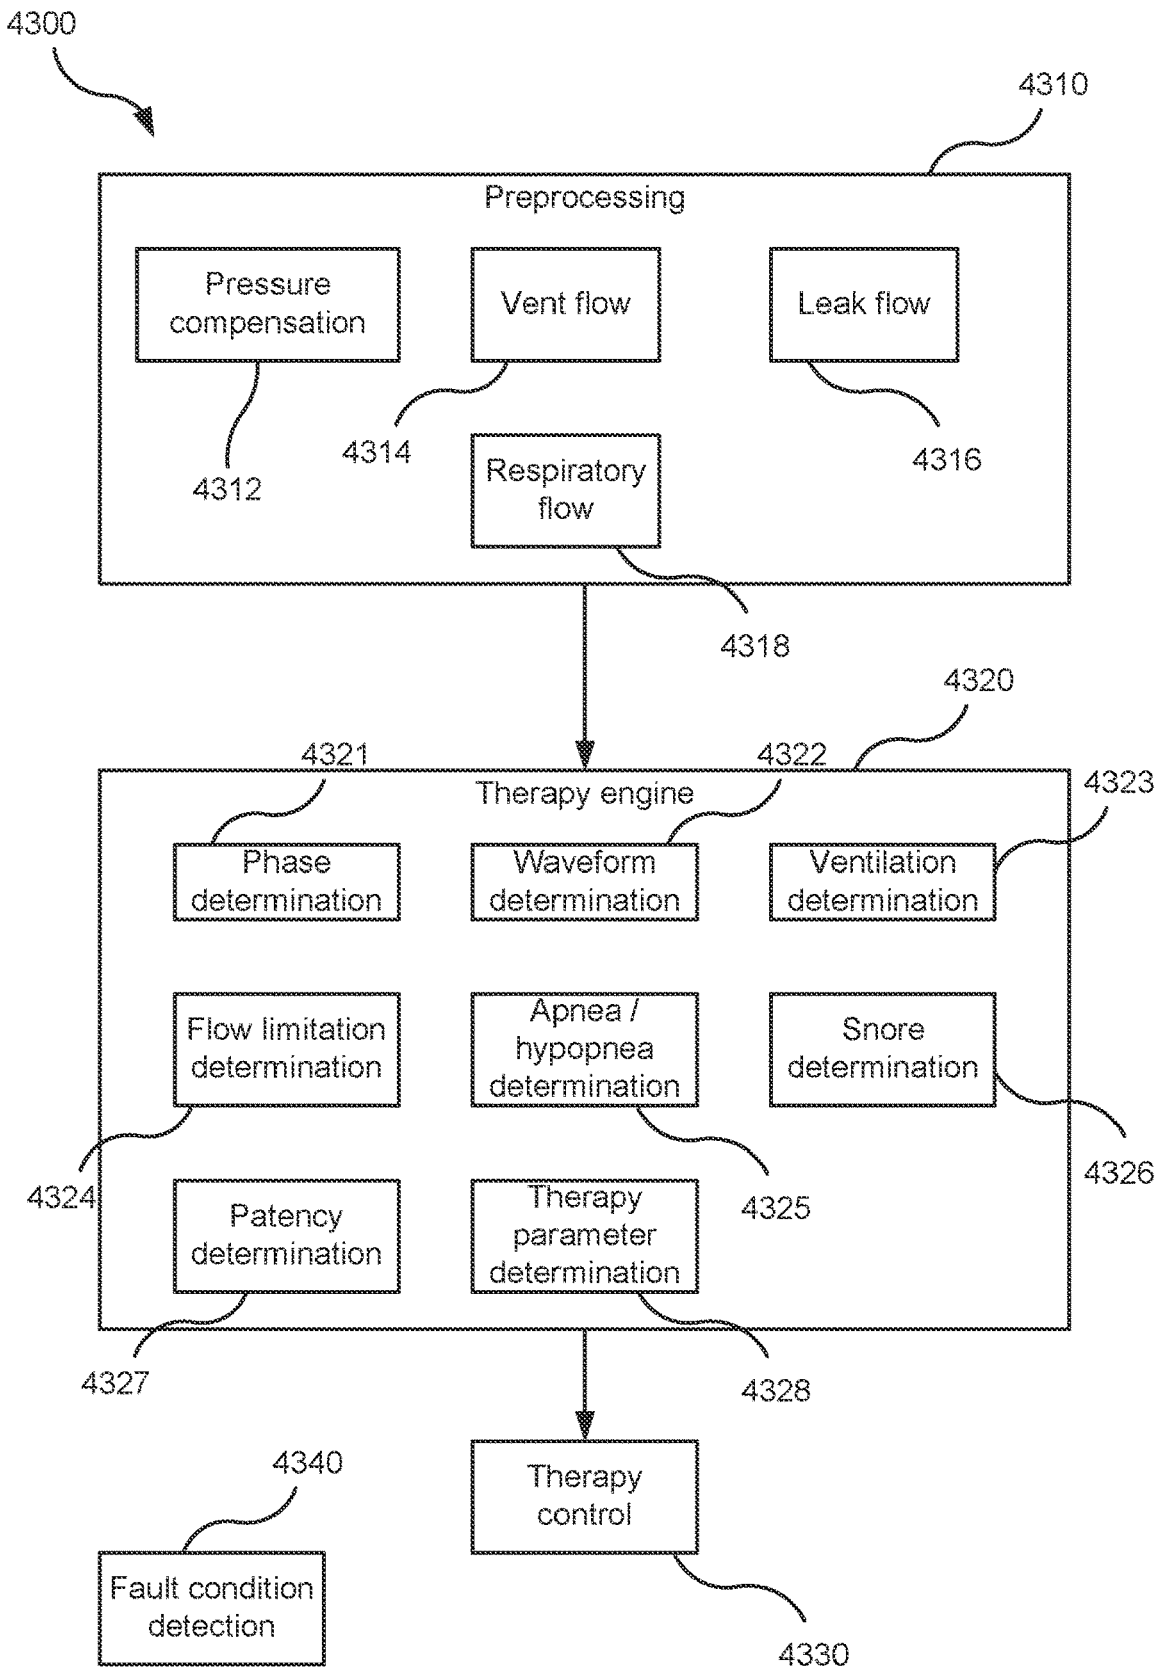 4300
4310
Preprocessing
Pressure
compensation
Vent flow
Leak flow
4312
4314
4316
Respiratory
flow
4318
4320
4321
4322
4323
Therapy engine
Phase
determination
Waveform
determination
Ventilation
determination
Flow limitation
determination
Apnea /
hypopnea
determination
Snore
determination
4324
4325
4326
Patency
determination
Therapy
parameter
determination
4327
4328
Therapy
control
4330
4340
Fault condition
detection